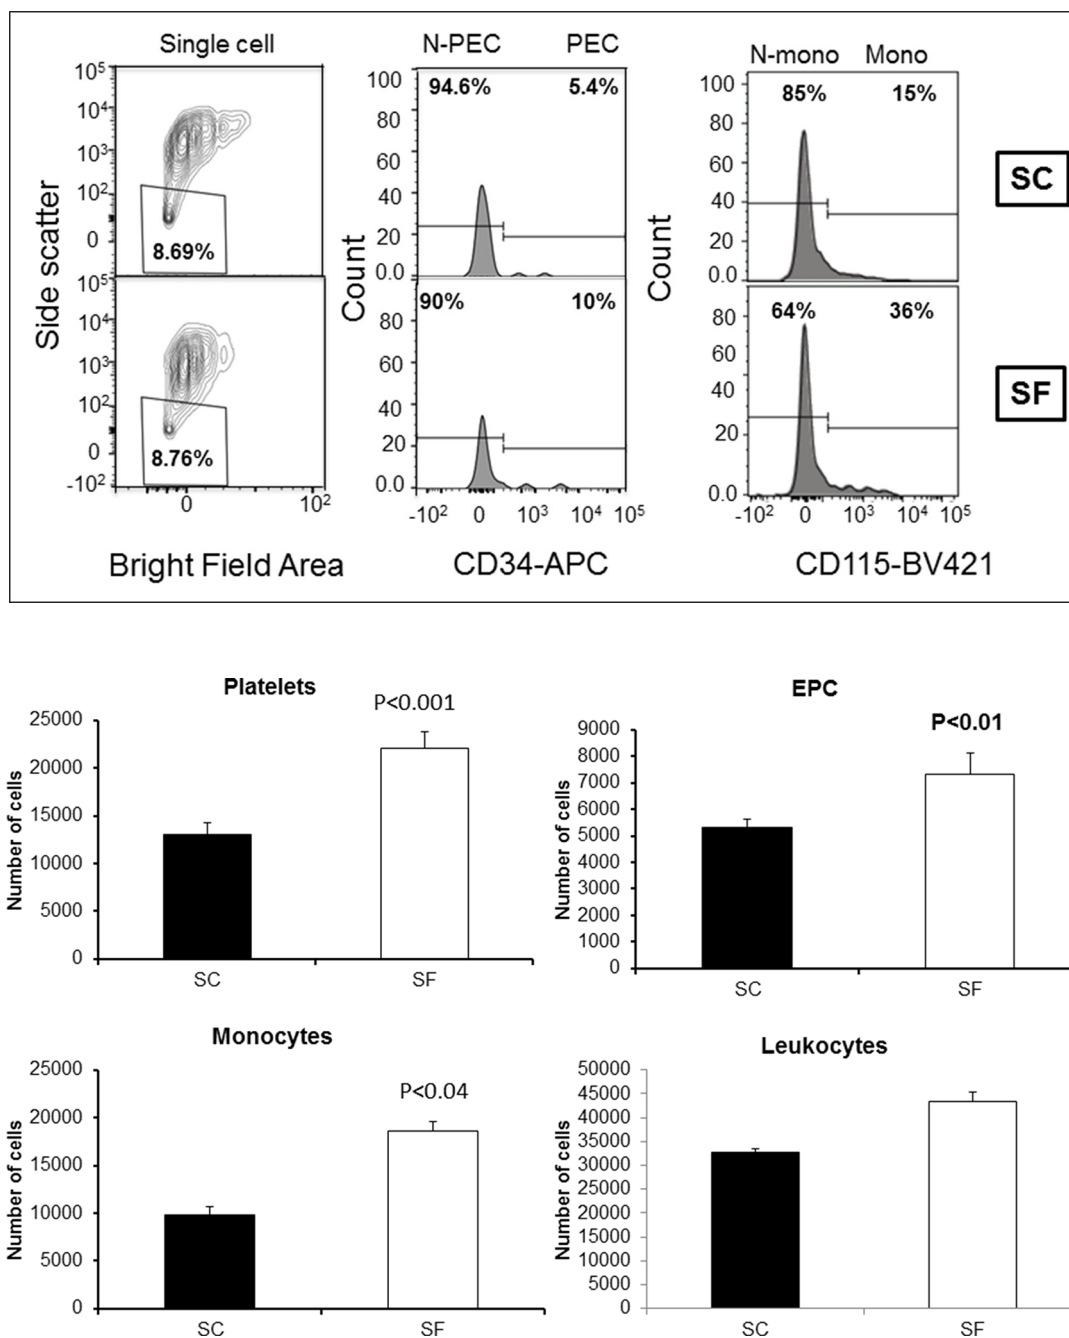 Single cell
N-PEC PEC
N-mono Mono
10⁵
10⁴
10³
10²
0
8.69%
Side scatter
10⁵
10⁴
10³
10²
0
-10²
8.76%
0 10²
Bright Field Area
100
80
60
40
20
0.0
94.6% 5.4%
Count
80
60
40
20
0.0
90% 10%
-10² 0 10³ 10⁴ 10⁵
CD34-APC
100
80
60
40
20
0.0
85% 15%
Count
80
60
40
20
0.0
64% 36%
-10² 0 10³ 10⁴ 10⁵
CD115-BV421
SC
SF
Platelets
P<0.001
Number of cells
25000
20000
15000
10000
5000
0
SC SF
EPC
P<0.01
Number of cells
9000
8000
7000
6000
5000
4000
3000
2000
1000
0
SC SF
Monocytes
P<0.04
Number of cells
25000
20000
15000
10000
5000
0
SC SF
Leukocytes
Number of cells
50000
45000
40000
35000
30000
25000
20000
15000
10000
5000
0
SC SF